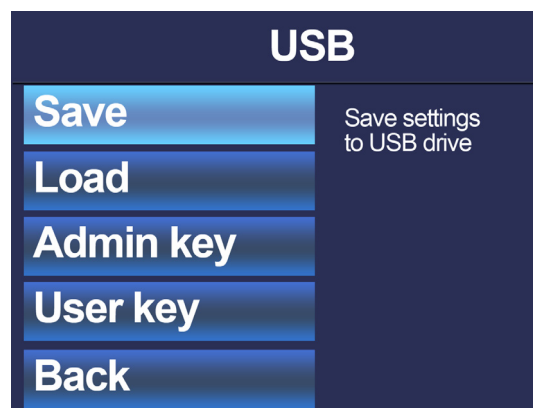 USB
Save
Save settings
to USB drive
Load
Admin key
User key
Back